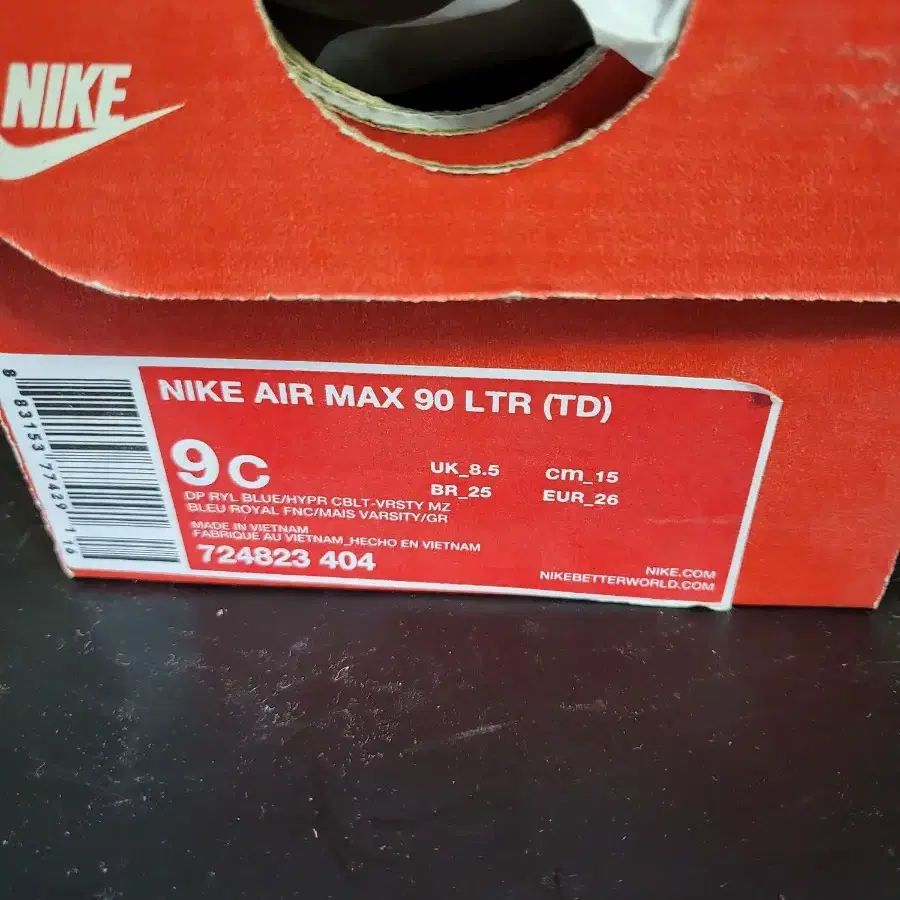 NIKE
NIKE AIR MAX 90 LTR (TD)
9C
UK_8.5 cm_15
BR_25 EUR_26
DP RYL BLUE/HYPR CBLT-VRSTY MZ
BLEU ROYAL FNC/MAIS VARSITY/GR
MADE IN VIETNAM
FABRIQUE AU VIETNAM_HECHO EN VIETNAM
724823 404
NIKE.COM
NIKEBETTERWORLD.COM